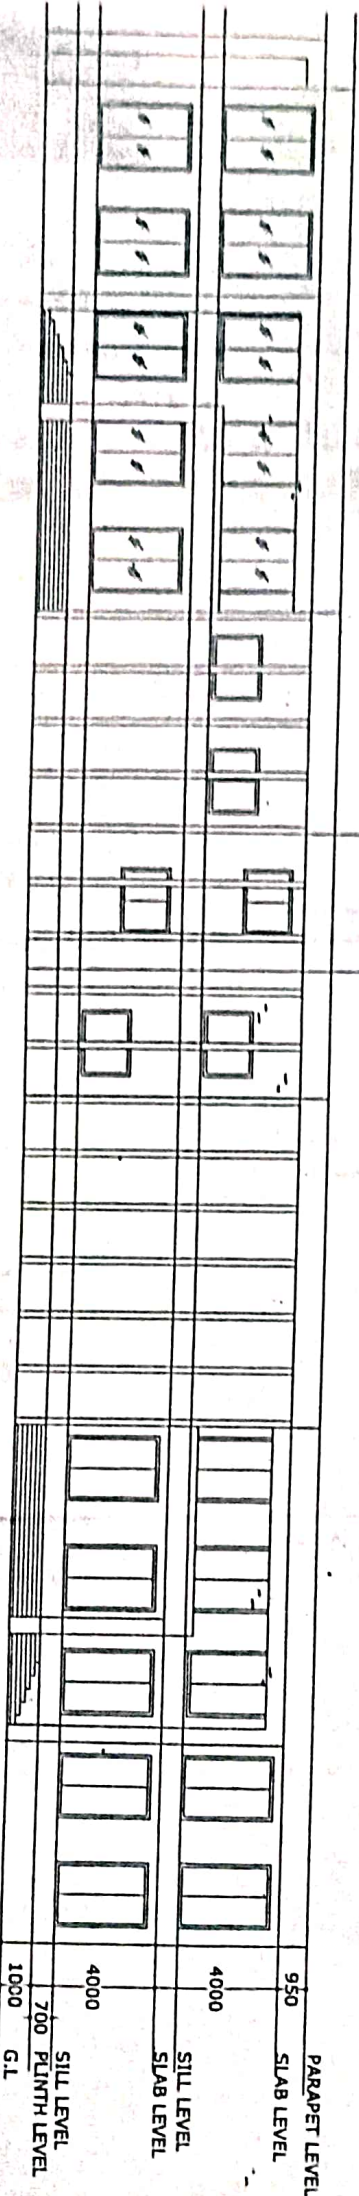 PARAPET LEVEL
950
SLAB LEVEL
4000
SILL LEVEL
SLAB LEVEL
4000
SILL LEVEL
700 PLINTH LEVEL
1000
G.L